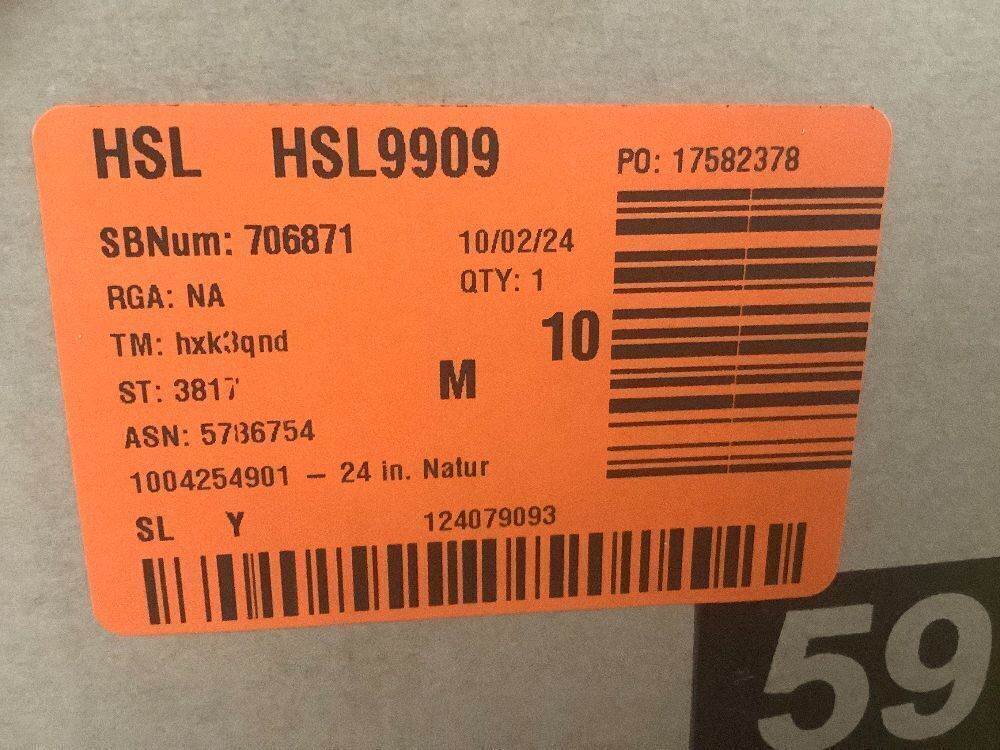 HSL HSL9909
PO: 17582378
SBNum: 706871
10/02/24
RGA: NA
QTY: 1
TM: hxk3qnd
10
ST: 3817
M
ASN: 5786754
1004254901 – 24 in. Natur
SL Y
124079093
59